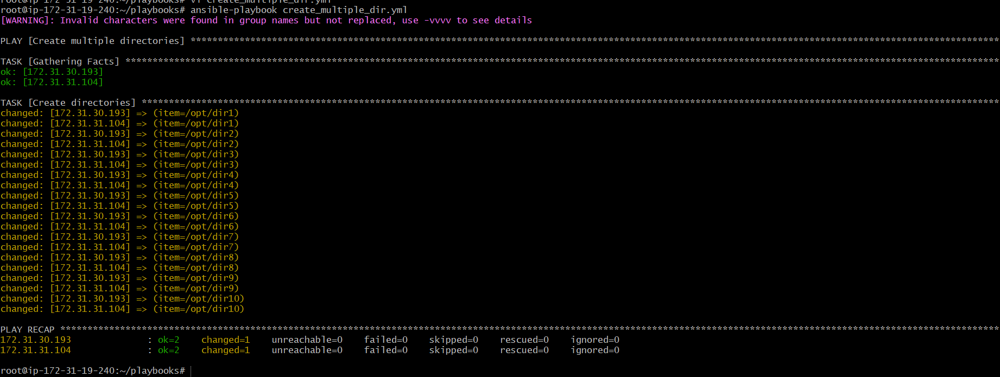 root@ip-172-31-19-240:~/playbooks# vi create_multiple_dir.yml
root@ip-172-31-19-240:~/playbooks# ansible-playbook create_multiple_dir.yml
[WARNING]: Invalid characters were found in group names but not replaced, use -vvvv to see details
PLAY [Create multiple directories] *****************************************************************************************************************************************************
TASK [Gathering Facts] *****************************************************************************************************************************************************************
ok: [172.31.30.193]
ok: [172.31.31.104]
TASK [Create directories] **************************************************************************************************************************************************************
changed: [172.31.30.193] => (item=/opt/dir1)
changed: [172.31.31.104] => (item=/opt/dir1)
changed: [172.31.30.193] => (item=/opt/dir2)
changed: [172.31.31.104] => (item=/opt/dir2)
changed: [172.31.30.193] => (item=/opt/dir3)
changed: [172.31.31.104] => (item=/opt/dir3)
changed: [172.31.30.193] => (item=/opt/dir4)
changed: [172.31.31.104] => (item=/opt/dir4)
changed: [172.31.30.193] => (item=/opt/dir5)
changed: [172.31.31.104] => (item=/opt/dir5)
changed: [172.31.30.193] => (item=/opt/dir6)
changed: [172.31.31.104] => (item=/opt/dir6)
changed: [172.31.30.193] => (item=/opt/dir7)
changed: [172.31.31.104] => (item=/opt/dir7)
changed: [172.31.30.193] => (item=/opt/dir8)
changed: [172.31.31.104] => (item=/opt/dir8)
changed: [172.31.30.193] => (item=/opt/dir9)
changed: [172.31.31.104] => (item=/opt/dir9)
changed: [172.31.30.193] => (item=/opt/dir10)
changed: [172.31.31.104] => (item=/opt/dir10)
PLAY RECAP *****************************************************************************************************************************************************************************
172.31.30.193              : ok=2    changed=1    unreachable=0    failed=0    skipped=0    rescued=0    ignored=0
172.31.31.104              : ok=2    changed=1    unreachable=0    failed=0    skipped=0    rescued=0    ignored=0
root@ip-172-31-19-240:~/playbooks#